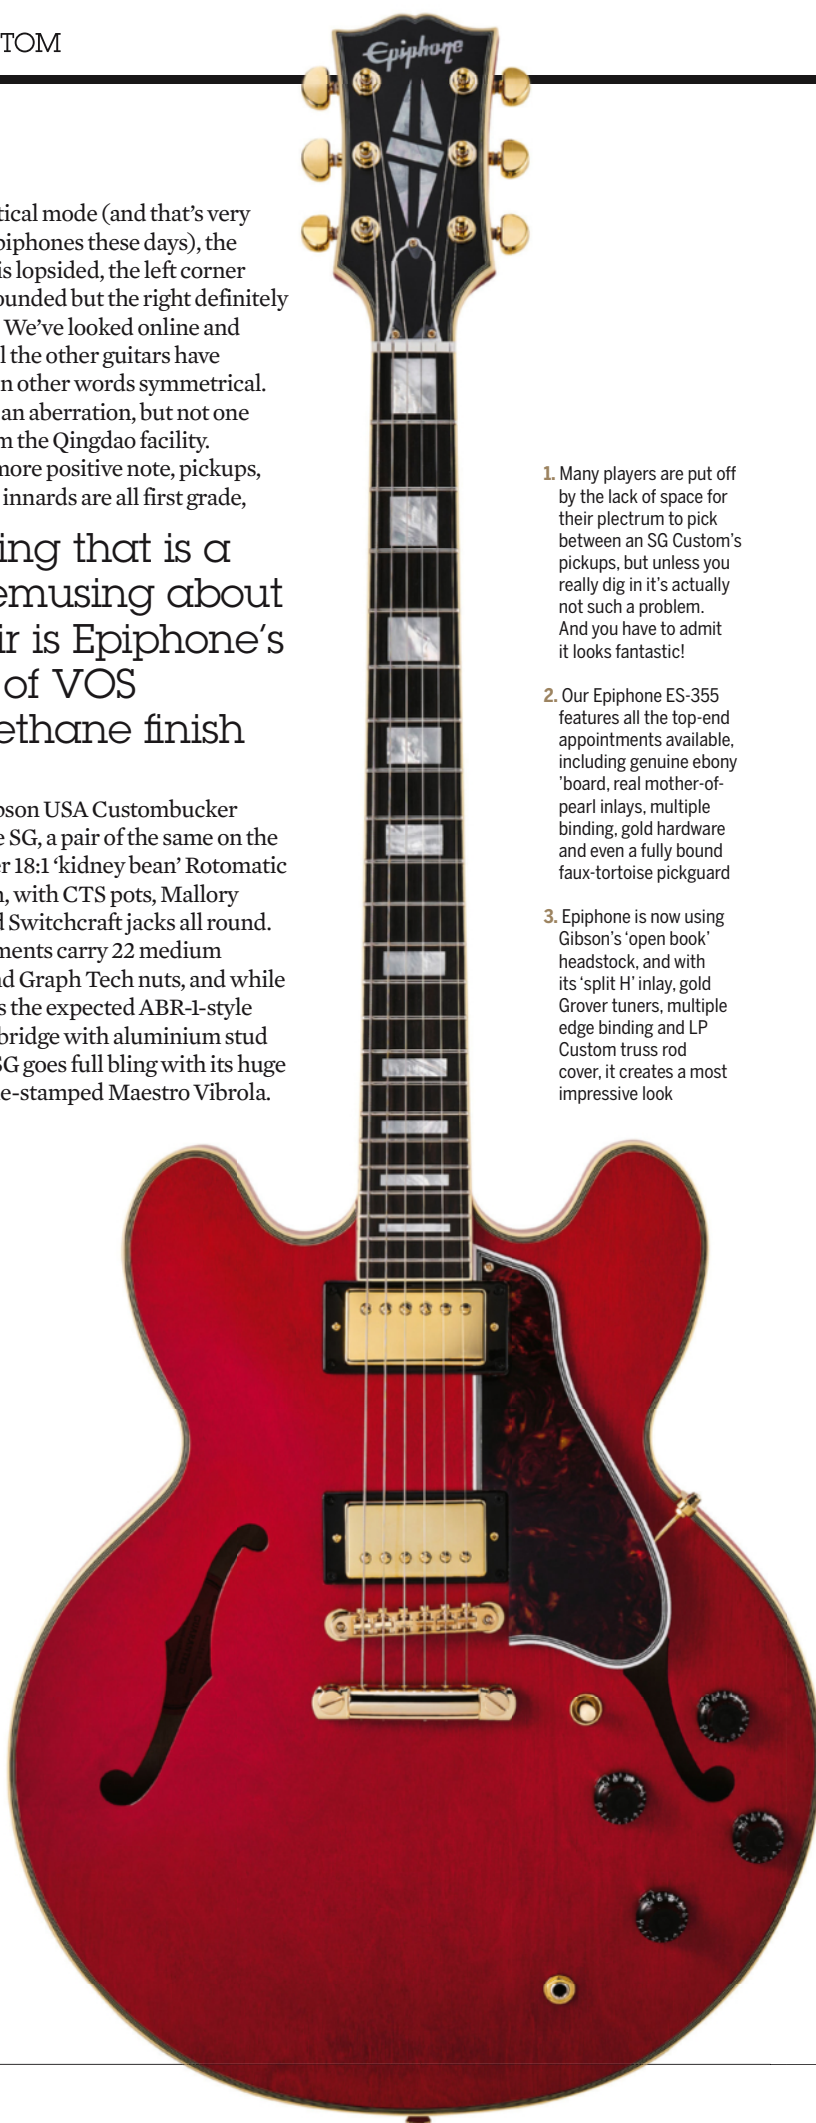 TOM
Epiphone
tical mode (and that's very
piphones these days), the
is lopsided, the left corner
ounded but the right definitely
We've looked online and
l the other guitars have
n other words symmetrical.
an aberration, but not one
m the Qingdao facility.
more positive note, pickups,
innards are all first grade,
ing that is a
emusing about
ir is Epiphone's
of VOS
ethane finish
bson USA Custombucker
e SG, a pair of the same on the
er 18:1 'kidney bean' Rotomatic
n, with CTS pots, Mallory
d Switchcraft jacks all round.
ments carry 22 medium
nd Graph Tech nuts, and while
s the expected ABR-1-style
bridge with aluminium stud
SG goes full bling with its huge
e-stamped Maestro Vibrola.
1. Many players are put off
by the lack of space for
their plectrum to pick
between an SG Custom's
pickups, but unless you
really dig in it's actually
not such a problem.
And you have to admit
it looks fantastic!
2. Our Epiphone ES-355
features all the top-end
appointments available,
including genuine ebony
'board, real mother-of-
pearl inlays, multiple
binding, gold hardware
and even a fully bound
faux-tortoise pickguard
3. Epiphone is now using
Gibson's 'open book'
headstock, and with
its 'split H' inlay, gold
Grover tuners, multiple
edge binding and LP
Custom truss rod
cover, it creates a most
impressive look